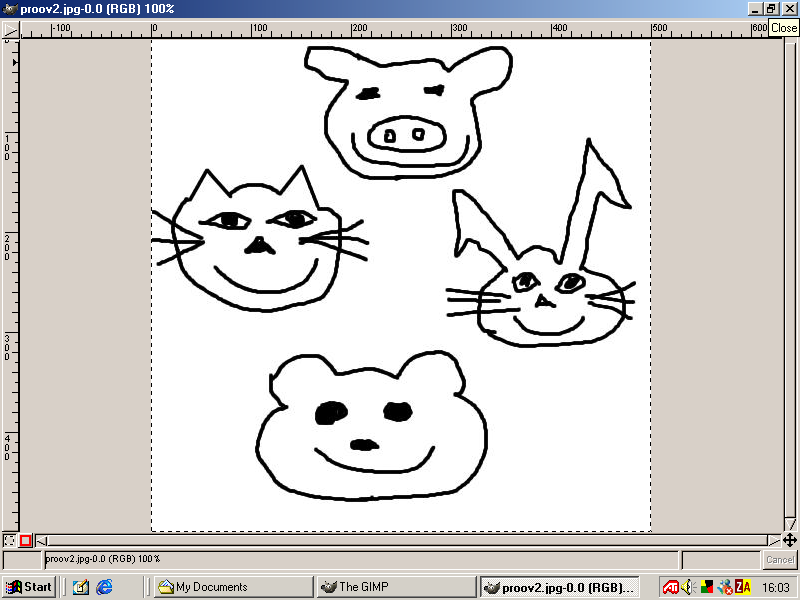 proov2.jpg-0.0 (RGB) 100%
Close
-100 0 100 200 300 400 500 600
0
100
200
300
400
proov2.jpg-0.0 (RGB) 100%
Cancel
Start My Documents The GIMP proov2.jpg-0.0 (RGB)... ZA 16:03